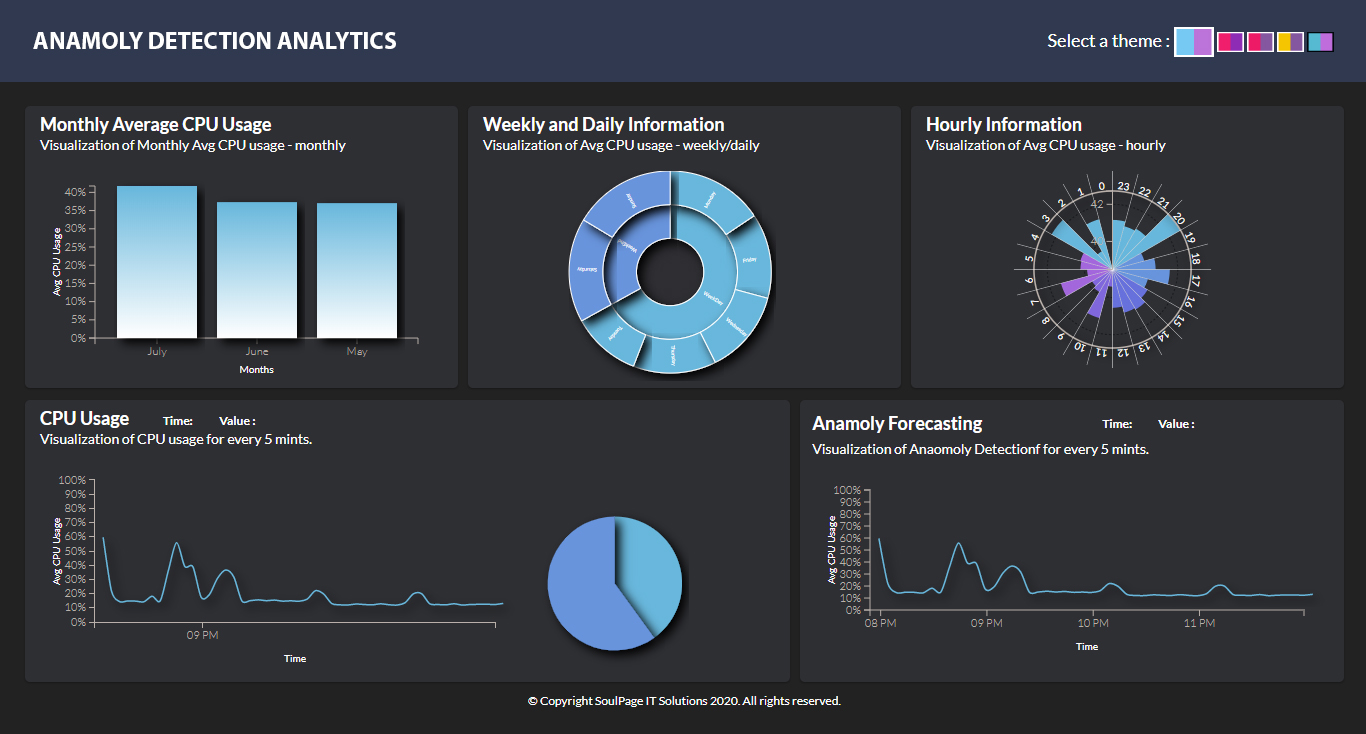 ANAMOLY DETECTION ANALYTICS
Select a theme :
Monthly Average CPU Usage
Visualization of Monthly Avg CPU usage - monthly
40%
35%
30%
25%
20%
15%
10%
5%
0%
Avg CPU Usage
July June May
Months
Weekly and Daily Information
Visualization of Avg CPU usage - weekly/daily
Sunday
Monday
Friday
Wednesday
Thursday
Tuesday
Saturday
WeekDay
Hourly Information
Visualization of Avg CPU usage - hourly
0 23 22 21 20 19 18 17 16 15 14 13 12 11 10 9 8 7 6 5 4 3 2 1
42
CPU Usage Time: Value :
Visualization of CPU usage for every 5 mints.
100%
90%
80%
70%
60%
50%
40%
30%
20%
10%
0%
Avg CPU Usage
09 PM
Time
Anamoly Forecasting Time: Value :
Visualization of Anaomoly Detectionf for every 5 mints.
100%
90%
80%
70%
60%
50%
40%
30%
20%
10%
0%
Avg CPU Usage
08 PM 09 PM 10 PM 11 PM
Time
© Copyright SoulPage IT Solutions 2020. All rights reserved.